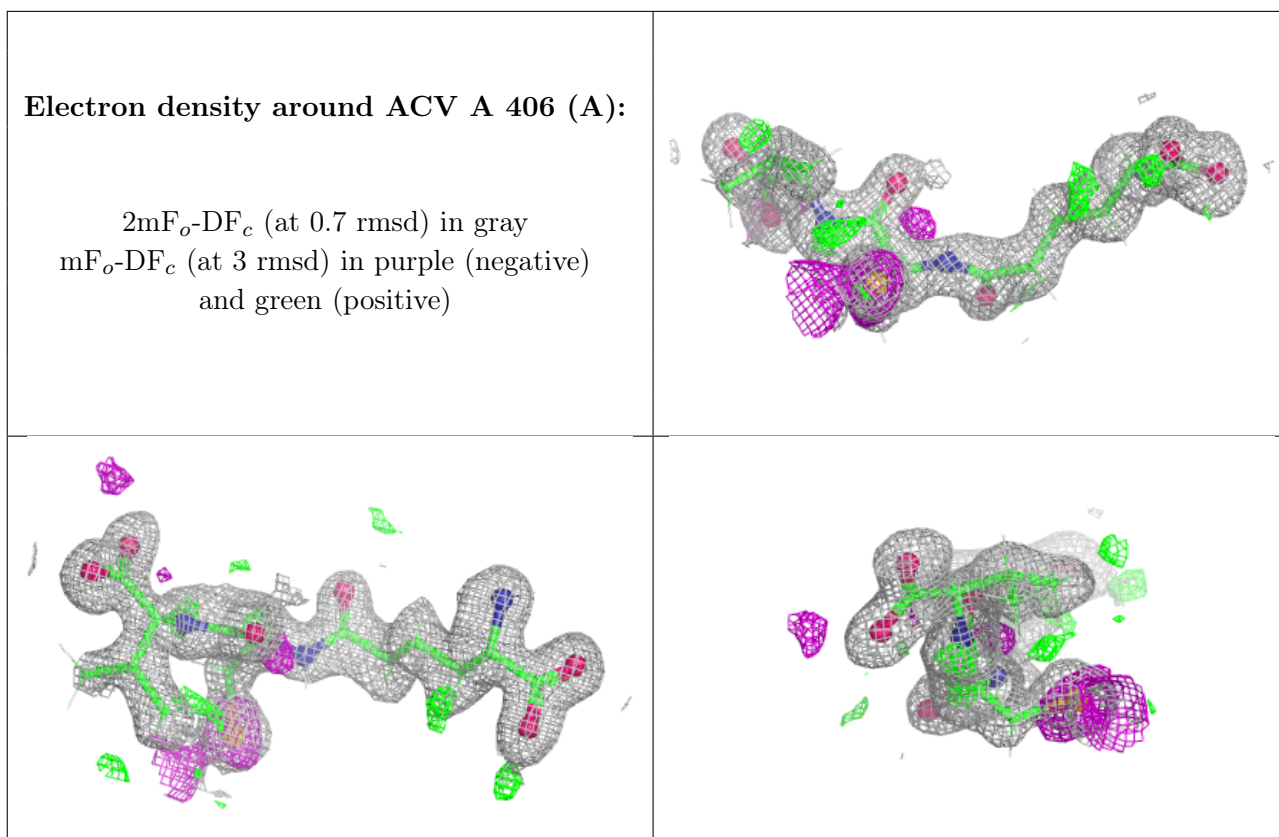 Electron density around ACV A 406 (A):
2mFo-DFc (at 0.7 rmsd) in gray
mFo-DFc (at 3 rmsd) in purple (negative)
and green (positive)